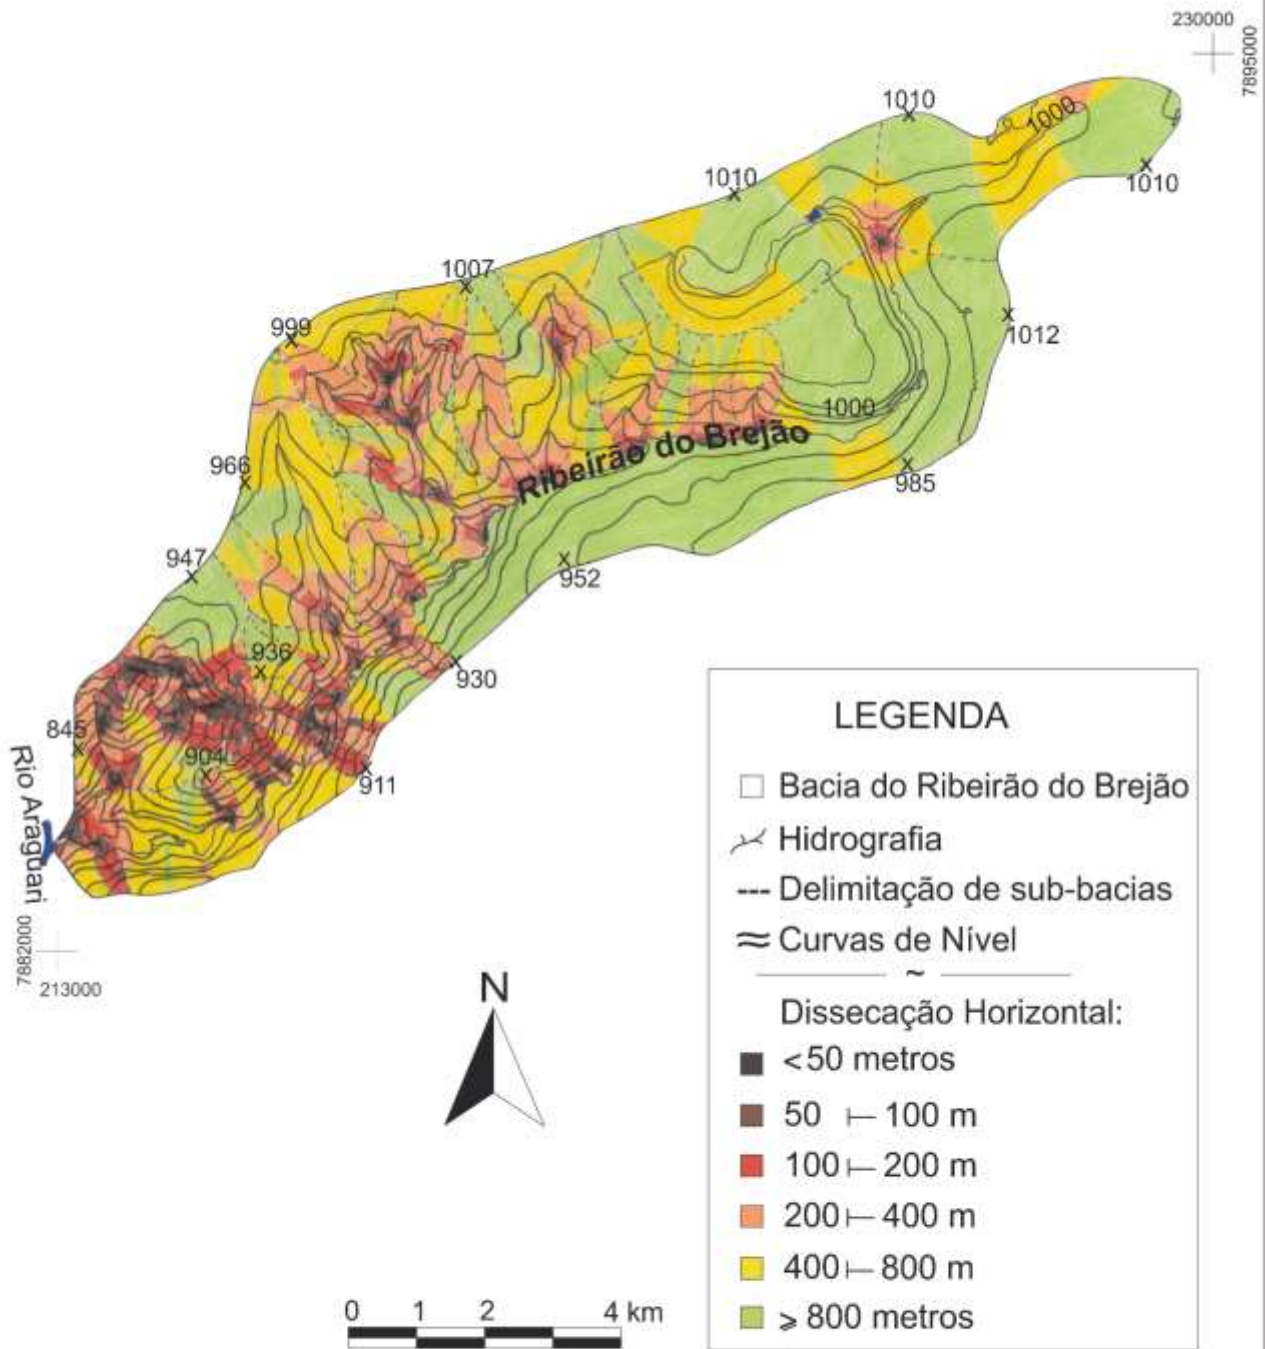 230000
7895000
1010
1000
1010
1010
1007
1012
999
1000
Ribeirão do Brejão
966
985
947
952
936
930
845
904
911
Rio Araguari
7882000
213000
N
0 1 2 4 km
LEGENDA
Bacia do Ribeirão do Brejão
Hidrografia
Delimitação de sub-bacias
Curvas de Nível
~
Dissecação Horizontal:
<50 metros
50 ⊢ 100 m
100 ⊢ 200 m
200 ⊢ 400 m
400 ⊢ 800 m
⩾ 800 metros